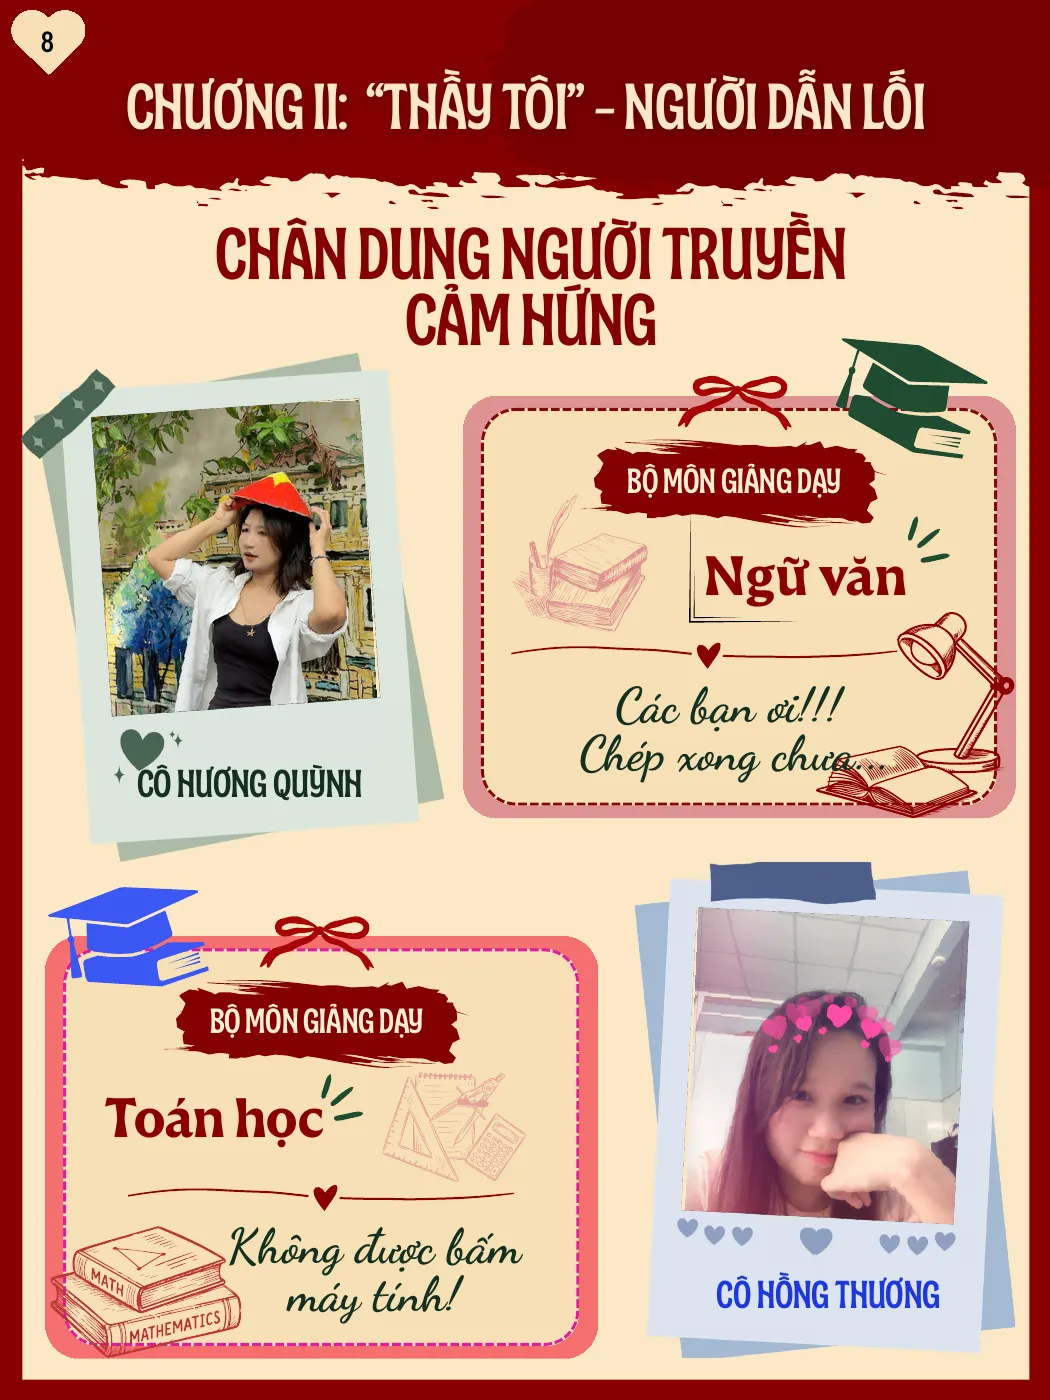 8
CHƯƠNG II: “THẦY TÔI” – NGƯỜI DẪN LỐI
CHÂN DUNG NGƯỜI TRUYỀN
CẢM HỨNG
BỘ MÔN GIẢNG DẠY
Ngữ văn
Các bạn ơi!!!
Chép xong chưa...
CÔ HƯƠNG QUỲNH
BỘ MÔN GIẢNG DẠY
Toán học
Không được bấm
máy tính!
MATH
MATHEMATICS
CÔ HỒNG THƯƠNG